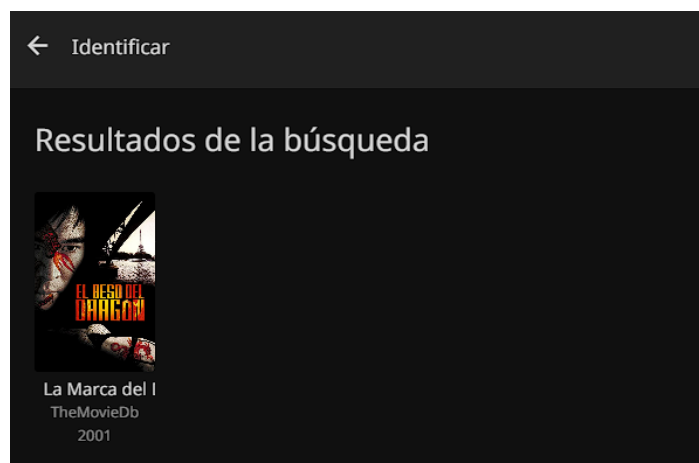 Identificar
Resultados de la búsqueda
EL BESO DEL
DRAGON
La Marca del
TheMovieDb
2001